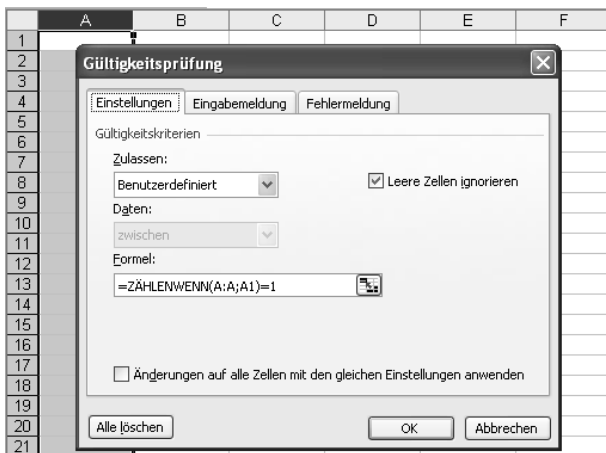 A B C D E F
1
2
Gültigkeitsprüfung
3
4
Einstellungen Eingabemeldung Fehlermeldung
5
Gültigkeitskriterien
6
7
Zulassen:
8
Benutzerdefiniert Leere Zellen ignorieren
9
Daten:
10
11
zwischen
12
Formel:
13
=ZÄHLENWENN(A:A;A1)=1
14
15
16
17
Änderungen auf alle Zellen mit den gleichen Einstellungen anwenden
18
19
20
Alle löschen OK Abbrechen
21